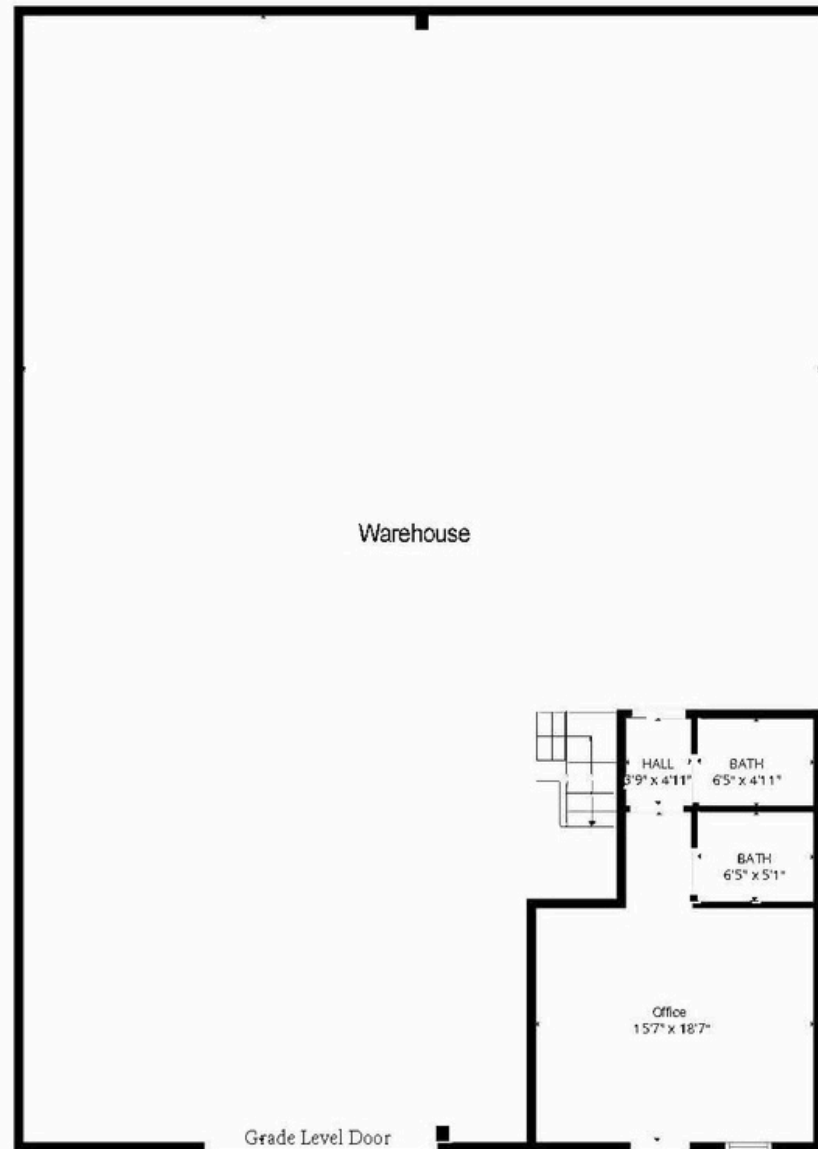 Warehouse
HALL
3'9" x 4'11"
BATH
6'5" x 4'11"
BATH
6'5" x 5'1"
Office
15'7" x 18'7"
Grade Level Door